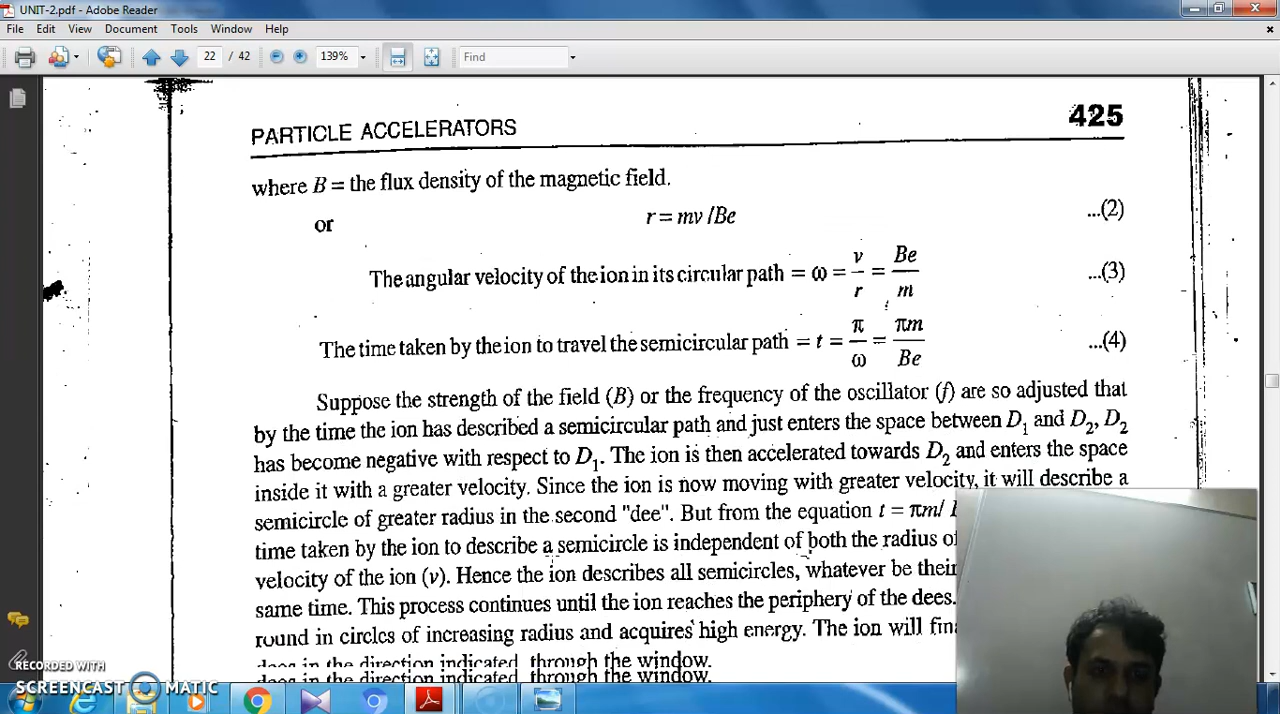 UNIT-2.pdf - Adobe Reader
File Edit View Document Tools Window Help
22 / 42 139% Find
PARTICLE ACCELERATORS 425
where B = the flux density of the magnetic field.
or r = mv /Be ...(2)
The angular velocity of the ion in its circular path = ω = v/r = Be/m ...(3)
The time taken by the ion to travel the semicircular path = t = π/ω = πm/Be ...(4)
Suppose the strength of the field (B) or the frequency of the oscillator (f) are so adjusted that
by the time the ion has described a semicircular path and just enters the space between D₁ and D₂, D₂
has become negative with respect to D₁. The ion is then accelerated towards D₂ and enters the space
inside it with a greater velocity. Since the ion is now moving with greater velocity, it will describe a
semicircle of greater radius in the second "dee". But from the equation t = πm/
time taken by the ion to describe a semicircle is independent of both the radius of
velocity of the ion (v). Hence the ion describes all semicircles, whatever be their
same time. This process continues until the ion reaches the periphery of the dees.
round in circles of increasing radius and acquires high energy. The ion will
dees in the direction indicated through the window.
RECORDED WITH
SCREENCAST MATIC